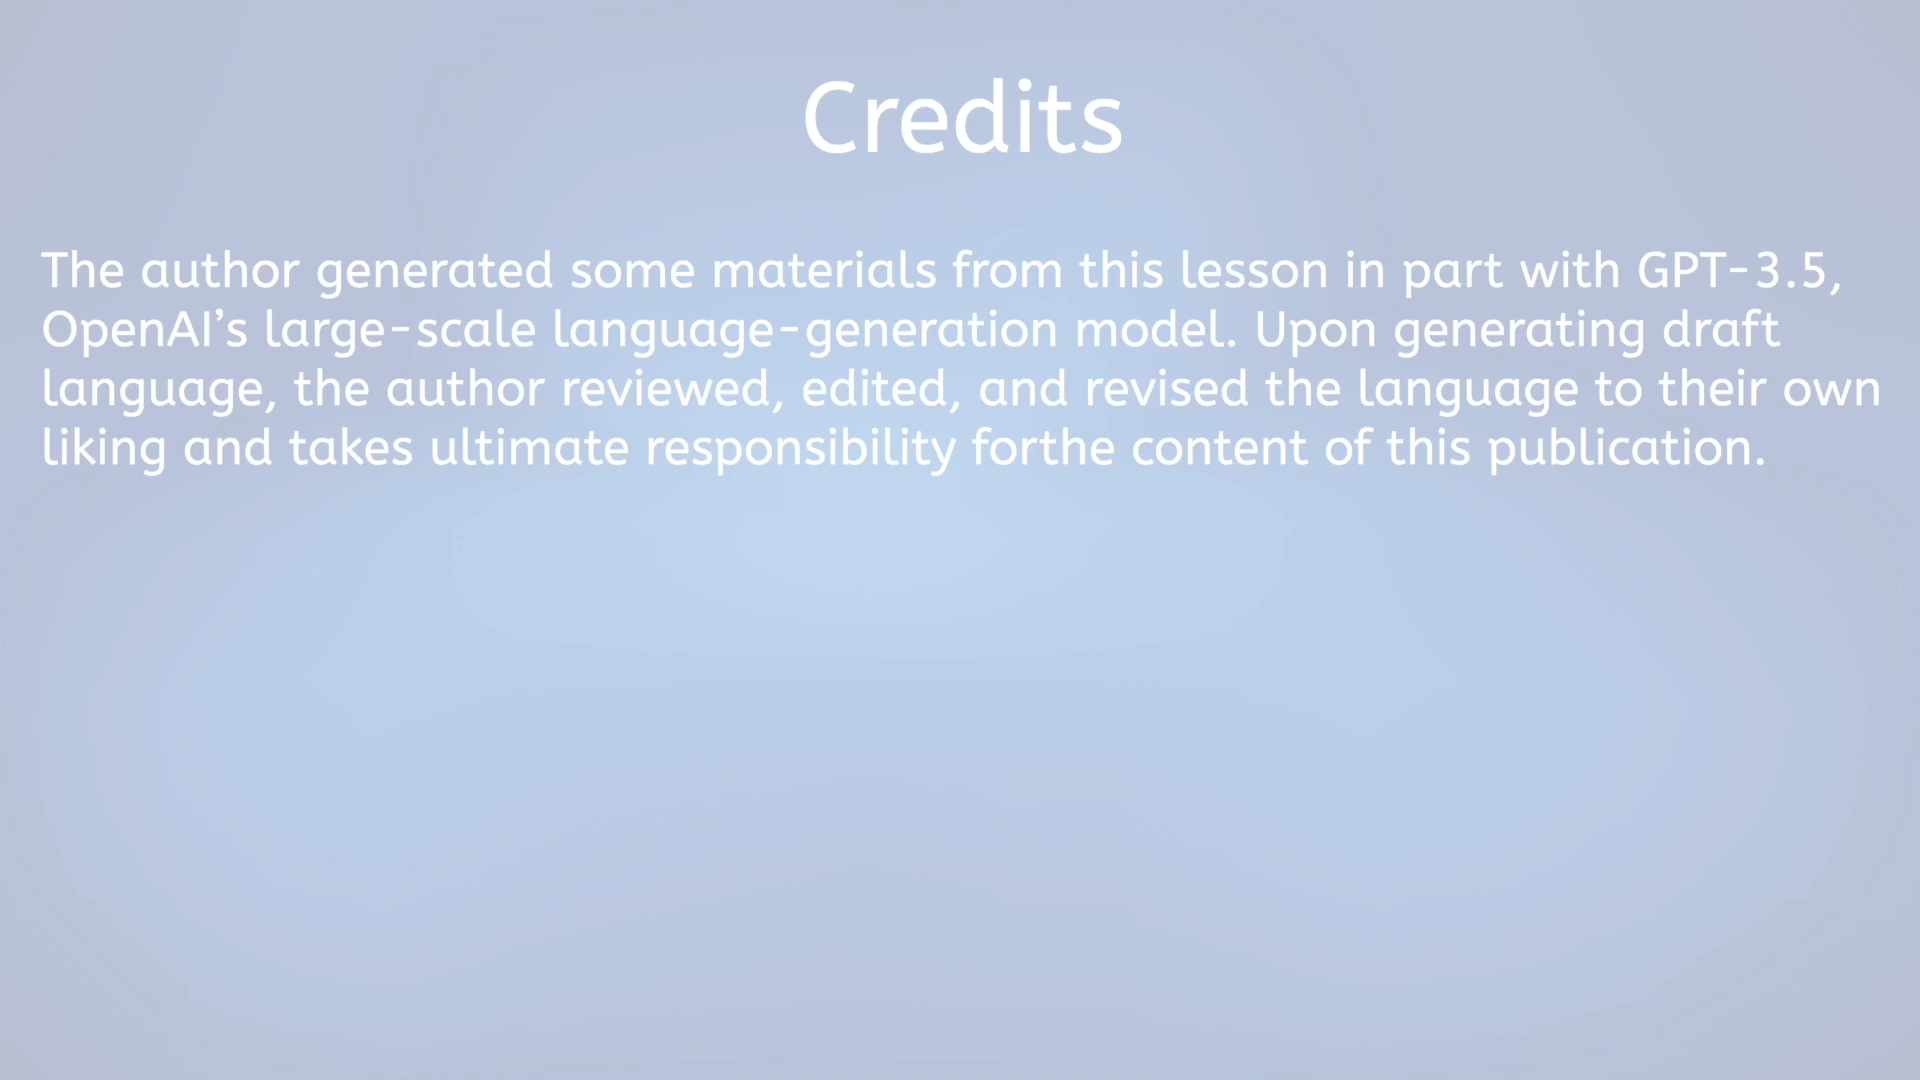 Credits
The author generated some materials from this lesson in part with GPT-3.5,
OpenAI’s large-scale language-generation model. Upon generating draft
language, the author reviewed, edited, and revised the language to their own
liking and takes ultimate responsibility forthe content of this publication.